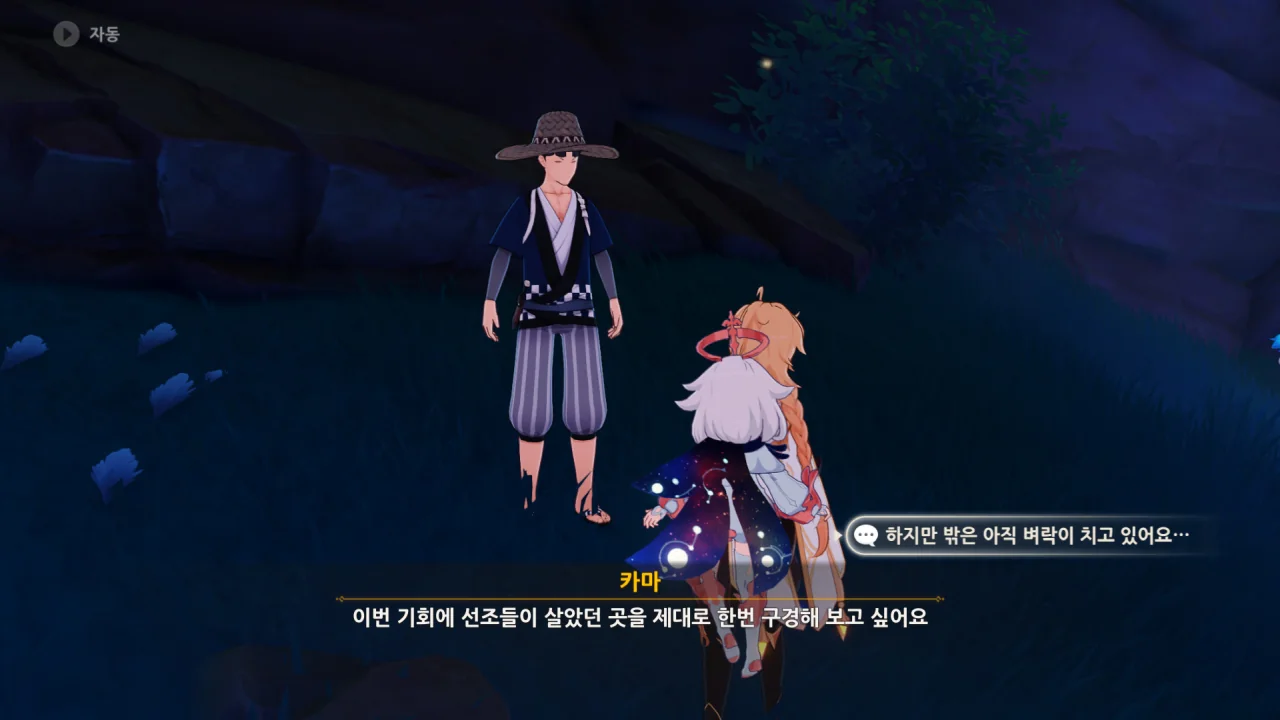 자동
하지만 밖은 아직 벼락이 치고 있어요…
카마
이번 기회에 선조들이 살았던 곳을 제대로 한번 구경해 보고 싶어요